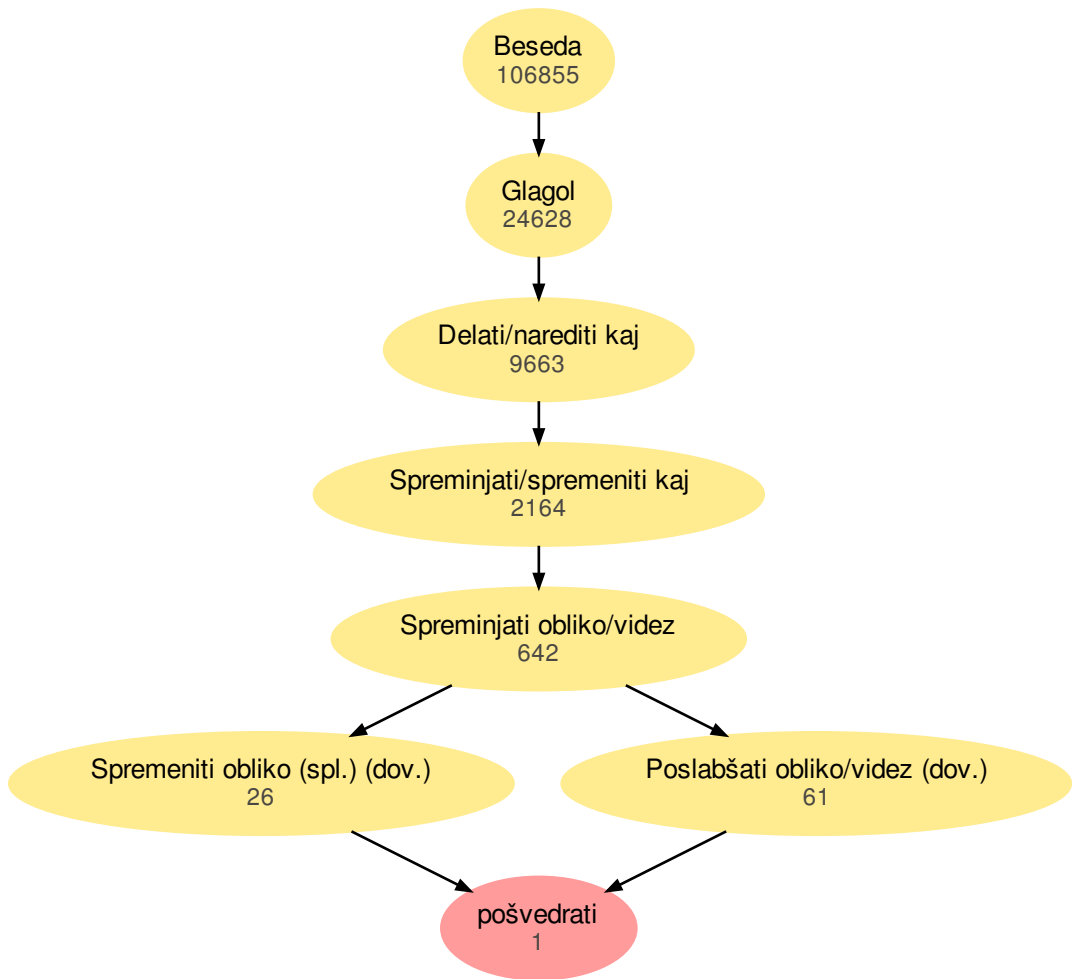 Beseda
106855
Glagol
24628
Delati/narediti kaj
9663
Spreminjati/spremeniti kaj
2164
Spreminjati obliko/videz
642
Spremeniti obliko (spl.) (dov.)
26
Poslabšati obliko/videz (dov.)
61
pošvedrati
1